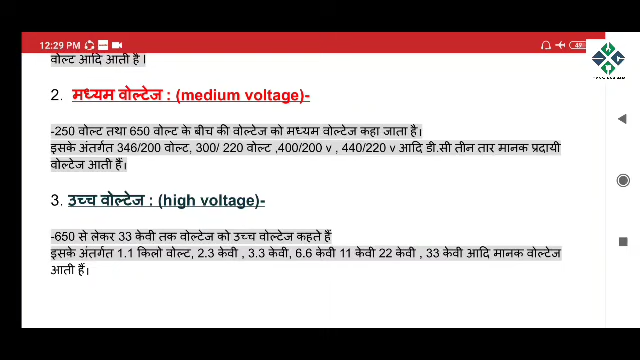 12:29 PM
49
वोल्ट आदि आती है l
2. मध्यम वोल्टेज : (medium voltage)-
-250 वोल्ट तथा 650 वोल्ट के बीच की वोल्टेज को मध्यम वोल्टेज कहा जाता है।
इसके अंतर्गत 346/200 वोल्ट, 300/ 220 वोल्ट ,400/200 v , 440/220 v आदि डी.सी तीन तार मानक प्रदायी
वोल्टेज आती हैं।
3. उच्च वोल्टेज : (high voltage)-
-650 से लेकर 33 केवी तक वोल्टेज को उच्च वोल्टेज कहते हैं
इसके अंतर्गत 1.1 किलो वोल्ट, 2.3 केवी , 3.3 केवी, 6.6 केवी 11 केवी 22 केवी , 33 केवी आदि मानक वोल्टेज
आती हैं।